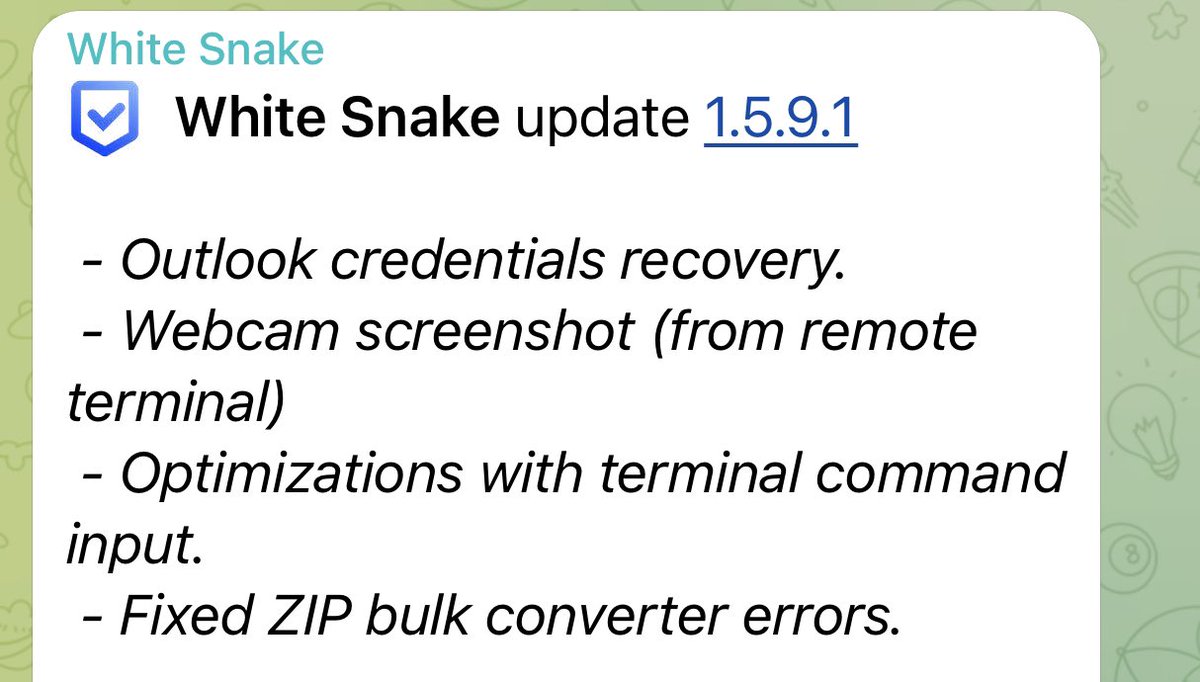 White Snake
White Snake update 1.5.9.1
- Outlook credentials recovery.
- Webcam screenshot (from remote
terminal)
- Optimizations with terminal command
input.
- Fixed ZIP bulk converter errors.